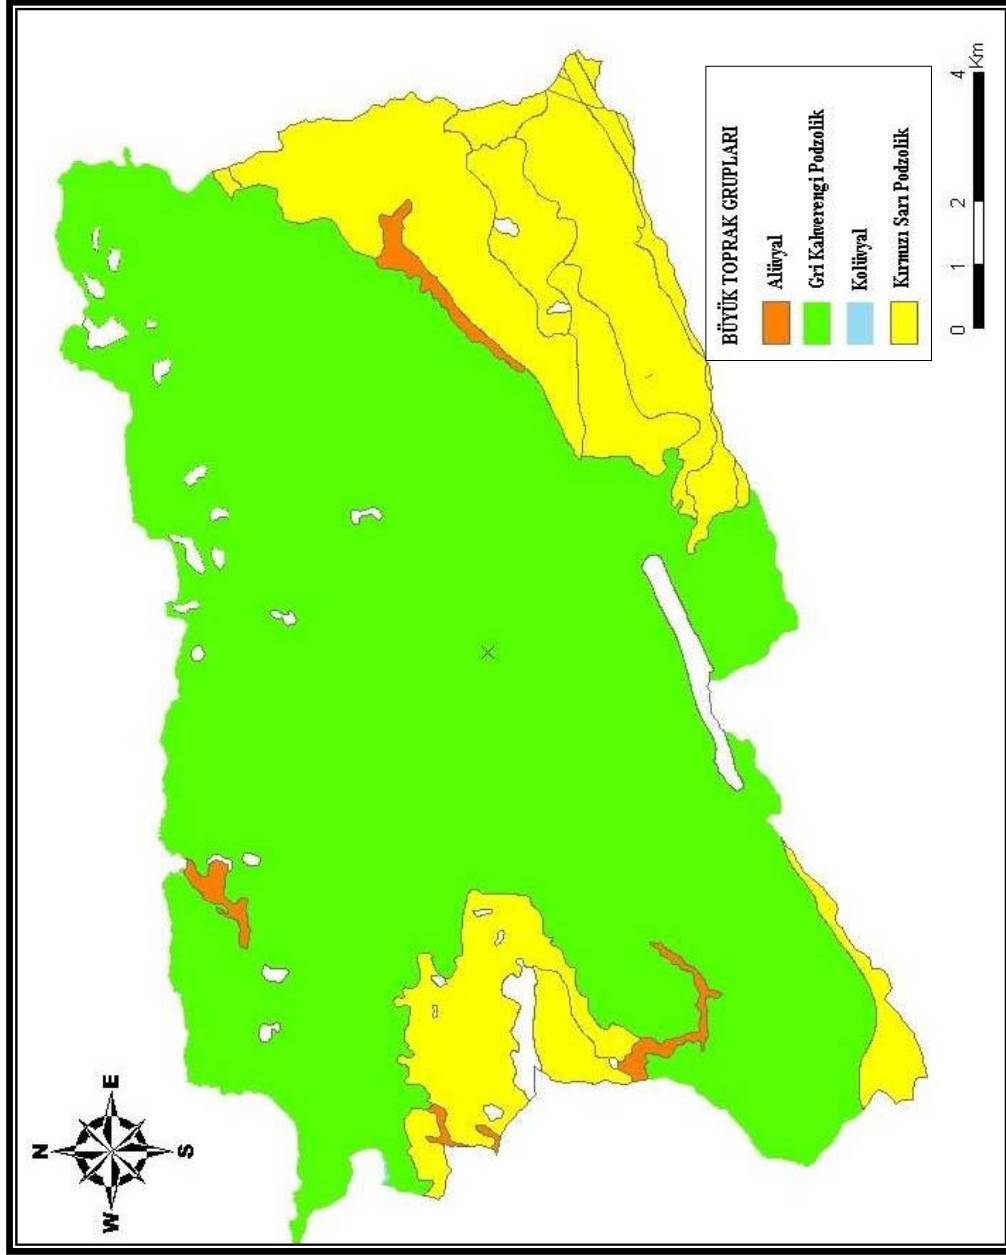 N
W
E
S
BÜYÜK TOPRAK GRUPLARI
Alüvyal
Gri Kahverengi Podzolik
Kolüvyal
Kırmızı Sarı Podzolik
0 1 2 4
Km